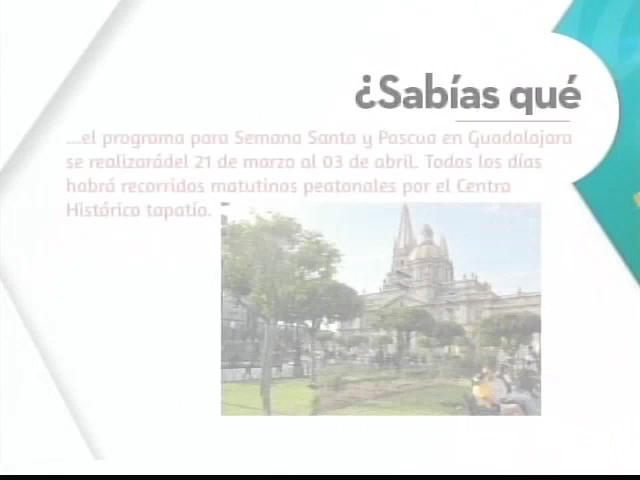 ¿Sabías qué
...el programa para Semana Santa y Pascua en Guadalajara
se realizarádel 21 de marzo al 03 de abril. Todos los días
habrá recorridos matutinos peatonales por el Centro
Histórico tapatío.